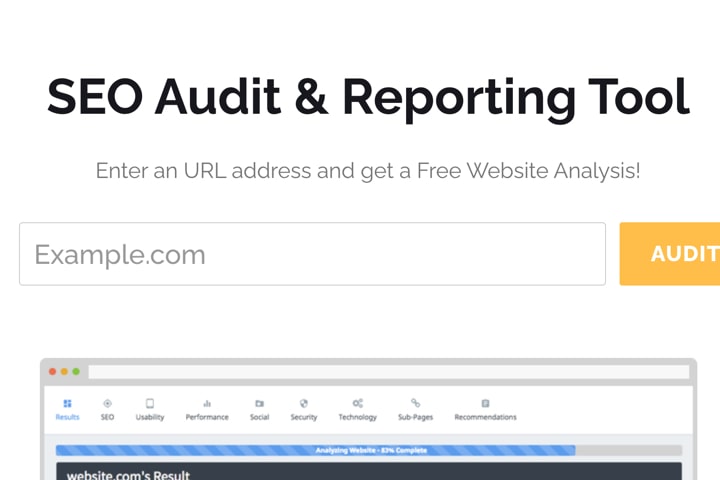 SEO Audit & Reporting Tool
Enter an URL address and get a Free Website Analysis!
Example.com
AUDIT
Results SEO Usability Performance Social Security Technology Sub-Pages Recommendations
Analyzing Website - 83% Complete
website.com's Result